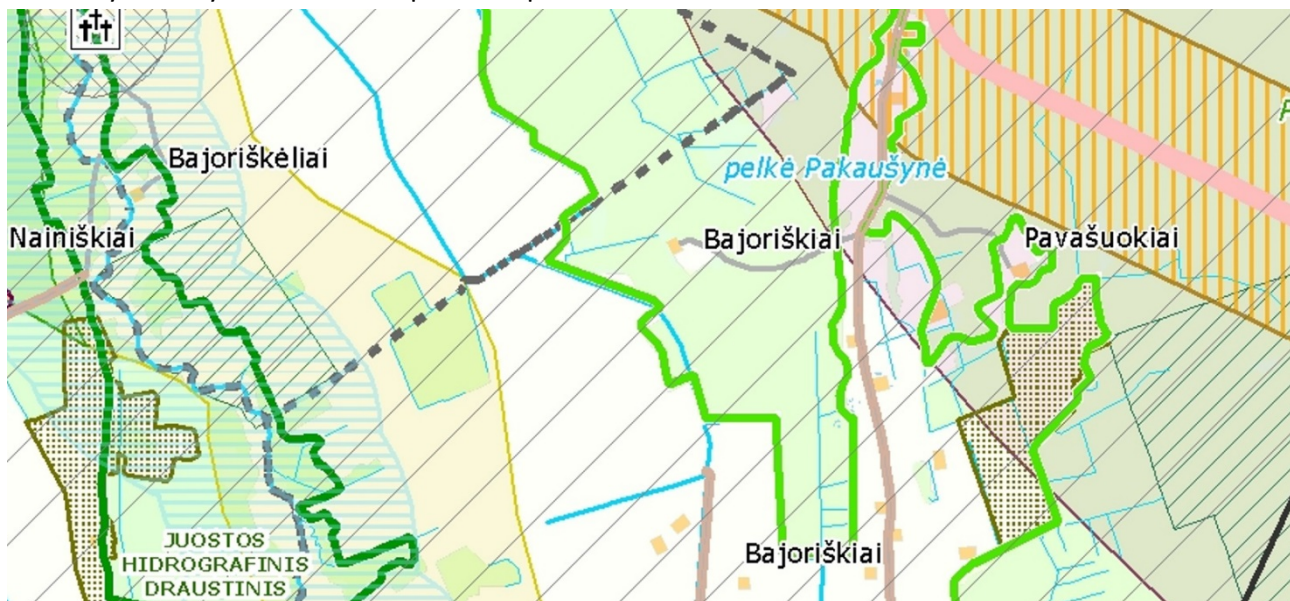 Bajoriškėliai
pelkė Pakaušynė
Nainiškiai
Bajoriškiai
Pavašuokiai
JUOSTOS
HIDROGRAFINIS
DRAUSTINIS
Bajoriškiai